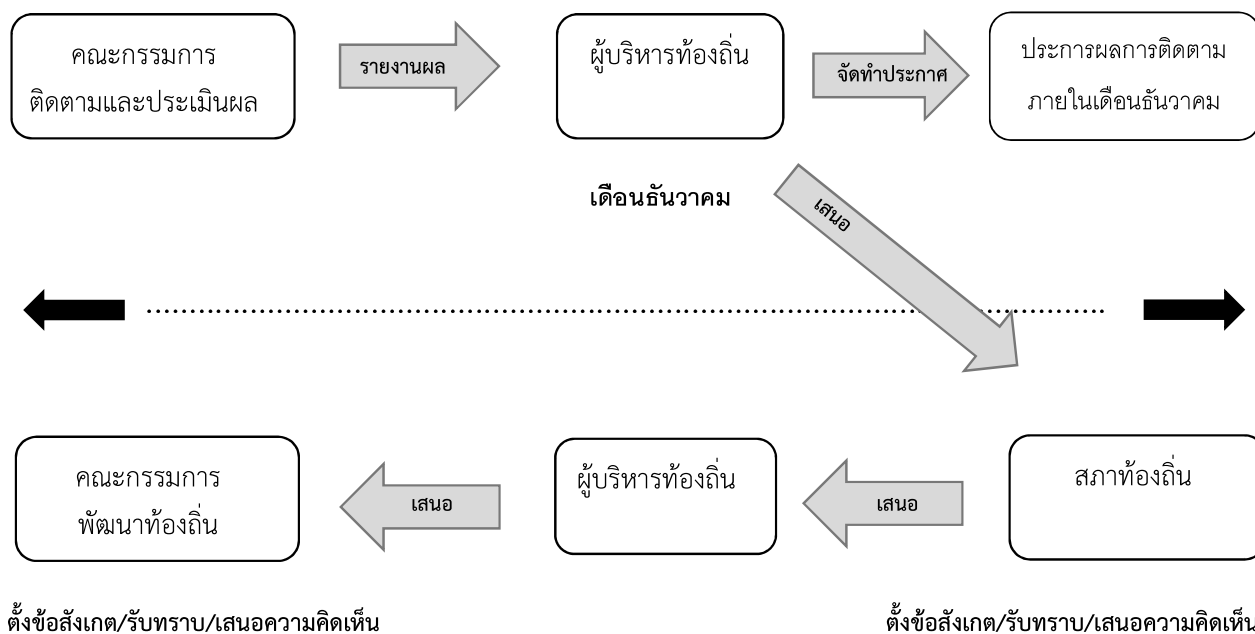 คณะกรรมการ
ติดตามและประเมินผล
รายงานผล
ผู้บริหารท้องถิ่น
จัดทำประกาศ
ประการผลการติดตาม
ภายในเดือนธันวาคม
เดือนธันวาคม
เสนอ
คณะกรรมการ
พัฒนาท้องถิ่น
เสนอ
ผู้บริหารท้องถิ่น
เสนอ
สภาท้องถิ่น
ตั้งข้อสังเกต/รับทราบ/เสนอความคิดเห็น
ตั้งข้อสังเกต/รับทราบ/เสนอความคิดเห็น